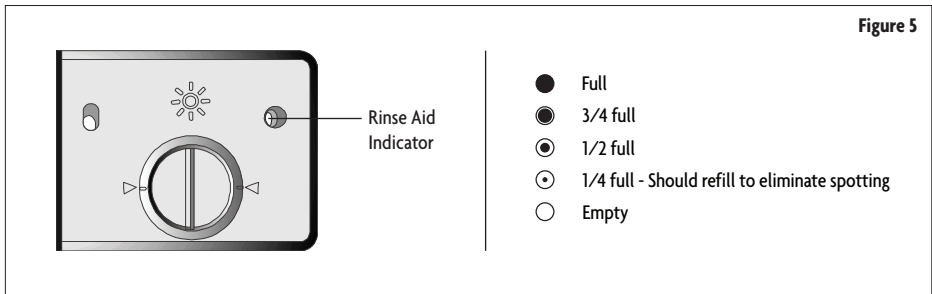 Figure 5
Rinse Aid
Indicator
Full
3/4 full
1/2 full
1/4 full - Should refill to eliminate spotting
Empty